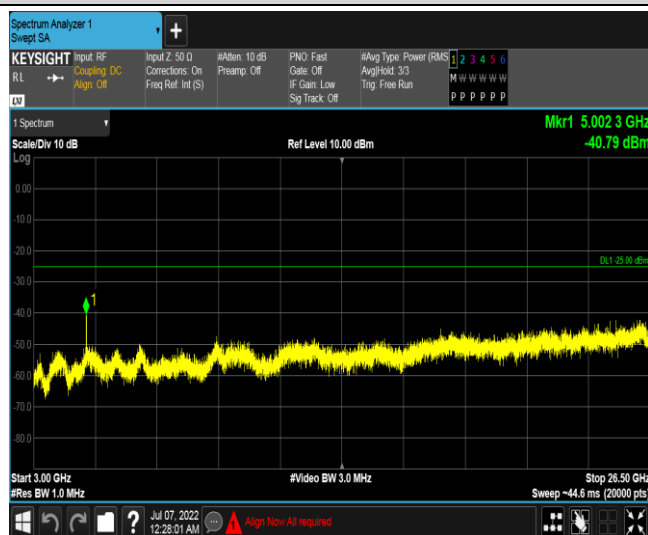 Spectrum Analyzer 1
Swept SA
+
KEYSIGHT
RL
LXI
Input: RF
Coupling: DC
Align: Off
Input Z: 50 Ω
Corrections: On
Freq Ref: Int (S)
#Atten: 10 dB
Preamp: Off
PNO: Fast
Gate: Off
IF Gain: Low
Sig Track: Off
#Avg Type: Power (RMS
Avg|Hold: 3/3
Trig: Free Run
1 2 3 4 5 6
M W W W W W
P P P P P P
1 Spectrum
Mkr1 5.002 3 GHz
Scale/Div 10 dB
Ref Level 10.00 dBm
-40.79 dBm
Log
0.00
-10.0
-20.0
DL1 -25.00 dBm
-30.0
1
-40.0
-50.0
-60.0
-70.0
-80.0
Start 3.00 GHz
#Video BW 3.0 MHz
Stop 26.50 GHz
#Res BW 1.0 MHz
Sweep ~44.6 ms (20000 pts)
?
Jul 07, 2022
12:28:01 AM
Align Now All required